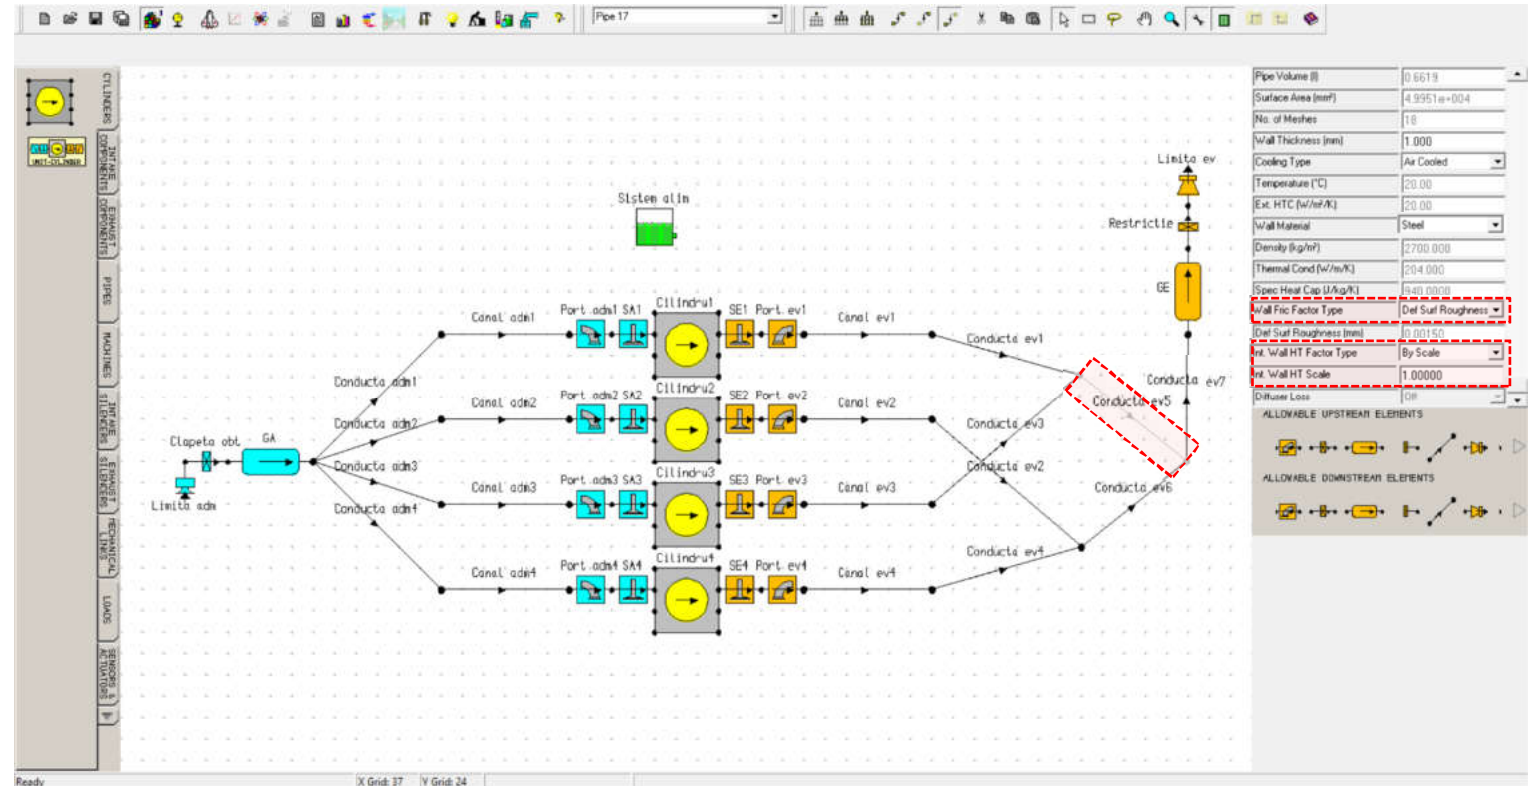 Pipe 17
CYLINDERS
INTAKE COMPONENTS
EXHAUST COMPONENTS
PIPES
MACHINES
INTAKE SILENCERS
EXHAUST SILENCERS
MECHANICAL LINKS
LOADS
SENSORS & ACTUATORS
UNIT-CYLINDER
Limita ev
Sistem alim
Restrictie
GE
Canal adm1
Port adm1 SA1
Cilindru1
SE1 Port ev1
Canal ev1
Conducta ev1
Conducta adm1
Conducta ev7
Cilindru2
Canal adm2
Port adm2 SA2
SE2 Port ev2
Canal ev2
Conducta ev5
Conducta adm2
Conducta ev3
Clapeta obt
GA
Conducta adm3
Cilindru3
Conducta ev2
Canal adm3
Port adm3 SA3
SE3 Port ev3
Canal ev3
Conducta ev6
Limita adm
Conducta adm4
Cilindru4
Conducta ev4
Canal adm4
Port adm4 SA4
SE4 Port ev4
Canal ev4
Pipe Volume (l) 0.6619
Surface Area (mm²) 4.9951e+004
No. of Meshes 18
Wall Thickness (mm) 1.000
Cooling Type Air Cooled
Temperature (°C) 20.00
Ext. HTC (W/m²/K) 20.00
Wall Material Steel
Density (kg/m³) 2700.000
Thermal Cond (W/m/K) 204.000
Spec Heat Cap (J/kg/K) 940.0000
Wall Fric Factor Type Def Surf Roughness
Def Surf Roughness (mm) 0.00150
Int. Wall HT Factor Type By Scale
Int. Wall HT Scale 1.00000
Diffuser Loss Off
ALLOWABLE UPSTREAM ELEMENTS
ALLOWABLE DOWNSTREAM ELEMENTS
Ready
X Grid: 37 Y Grid: 24